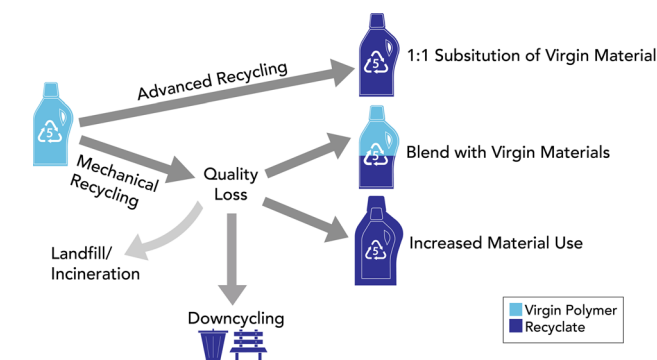 Advanced Recycling
1:1 Subsitution of Virgin Material
5
5
5
Mechanical
Recycling
Quality
Loss
Blend with Virgin Materials
5
Landfill/
Incineration
Increased Material Use
Downcycling
Virgin Polymer
Recyclate